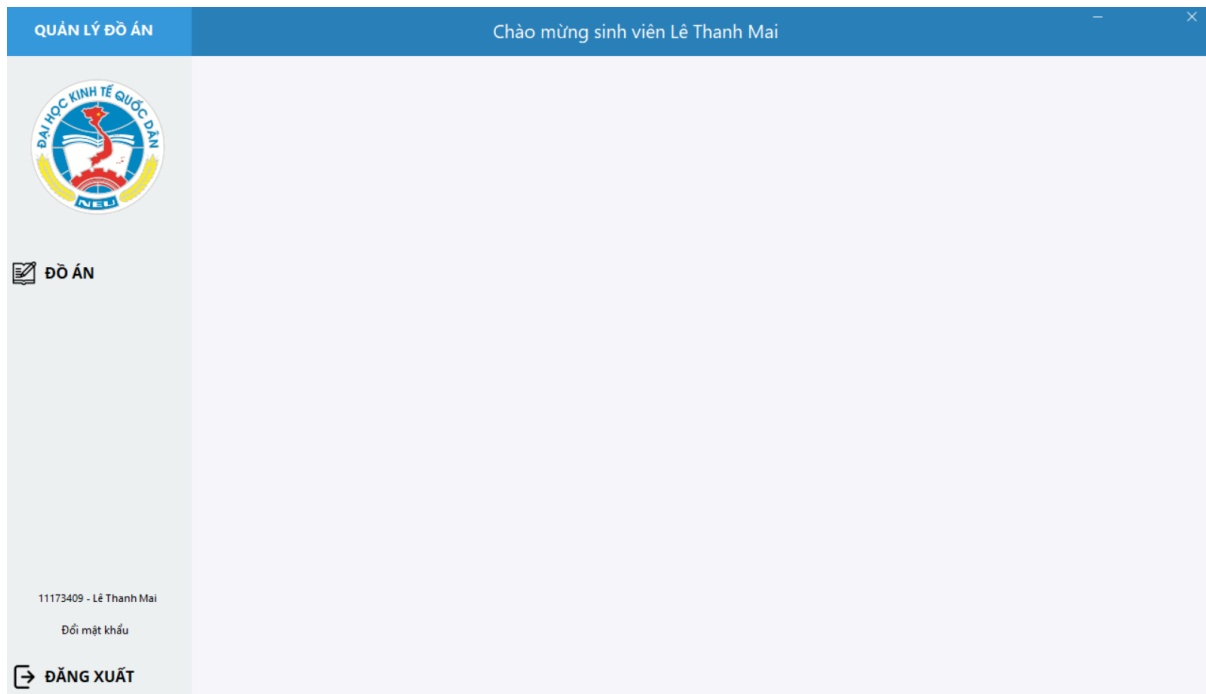 QUẢN LÝ ĐỒ ÁN
Chào mừng sinh viên Lê Thanh Mai
ĐẠI HỌC KINH TẾ QUỐC DÂN
NEU
ĐỒ ÁN
11173409 - Lê Thanh Mai
Đổi mật khẩu
ĐĂNG XUẤT